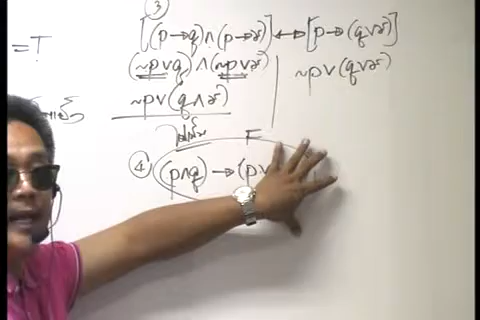 ③
[(p→q)∧(p→r)]↔[p→(q∨r)]
=T
(~p∨q)∧(~p∨r)
~p∨(q∨r)
~p∨(q∧r)
F
④ (p∧q)→(p∨